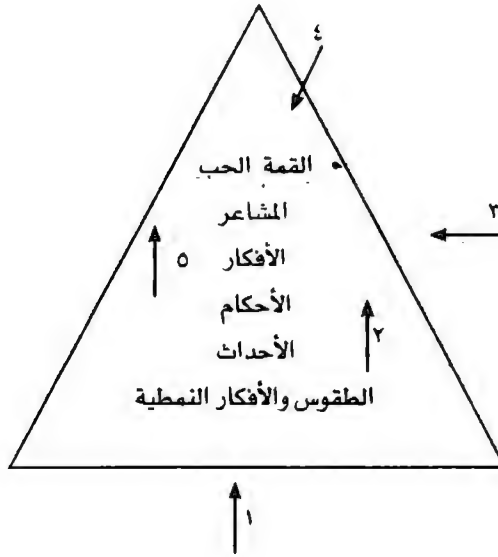 ٤
القمة الحب
المشاعر
٣
الأفكار ٥
الأحكام
٢
الأحداث
الطقوس والأفكار النمطية
١